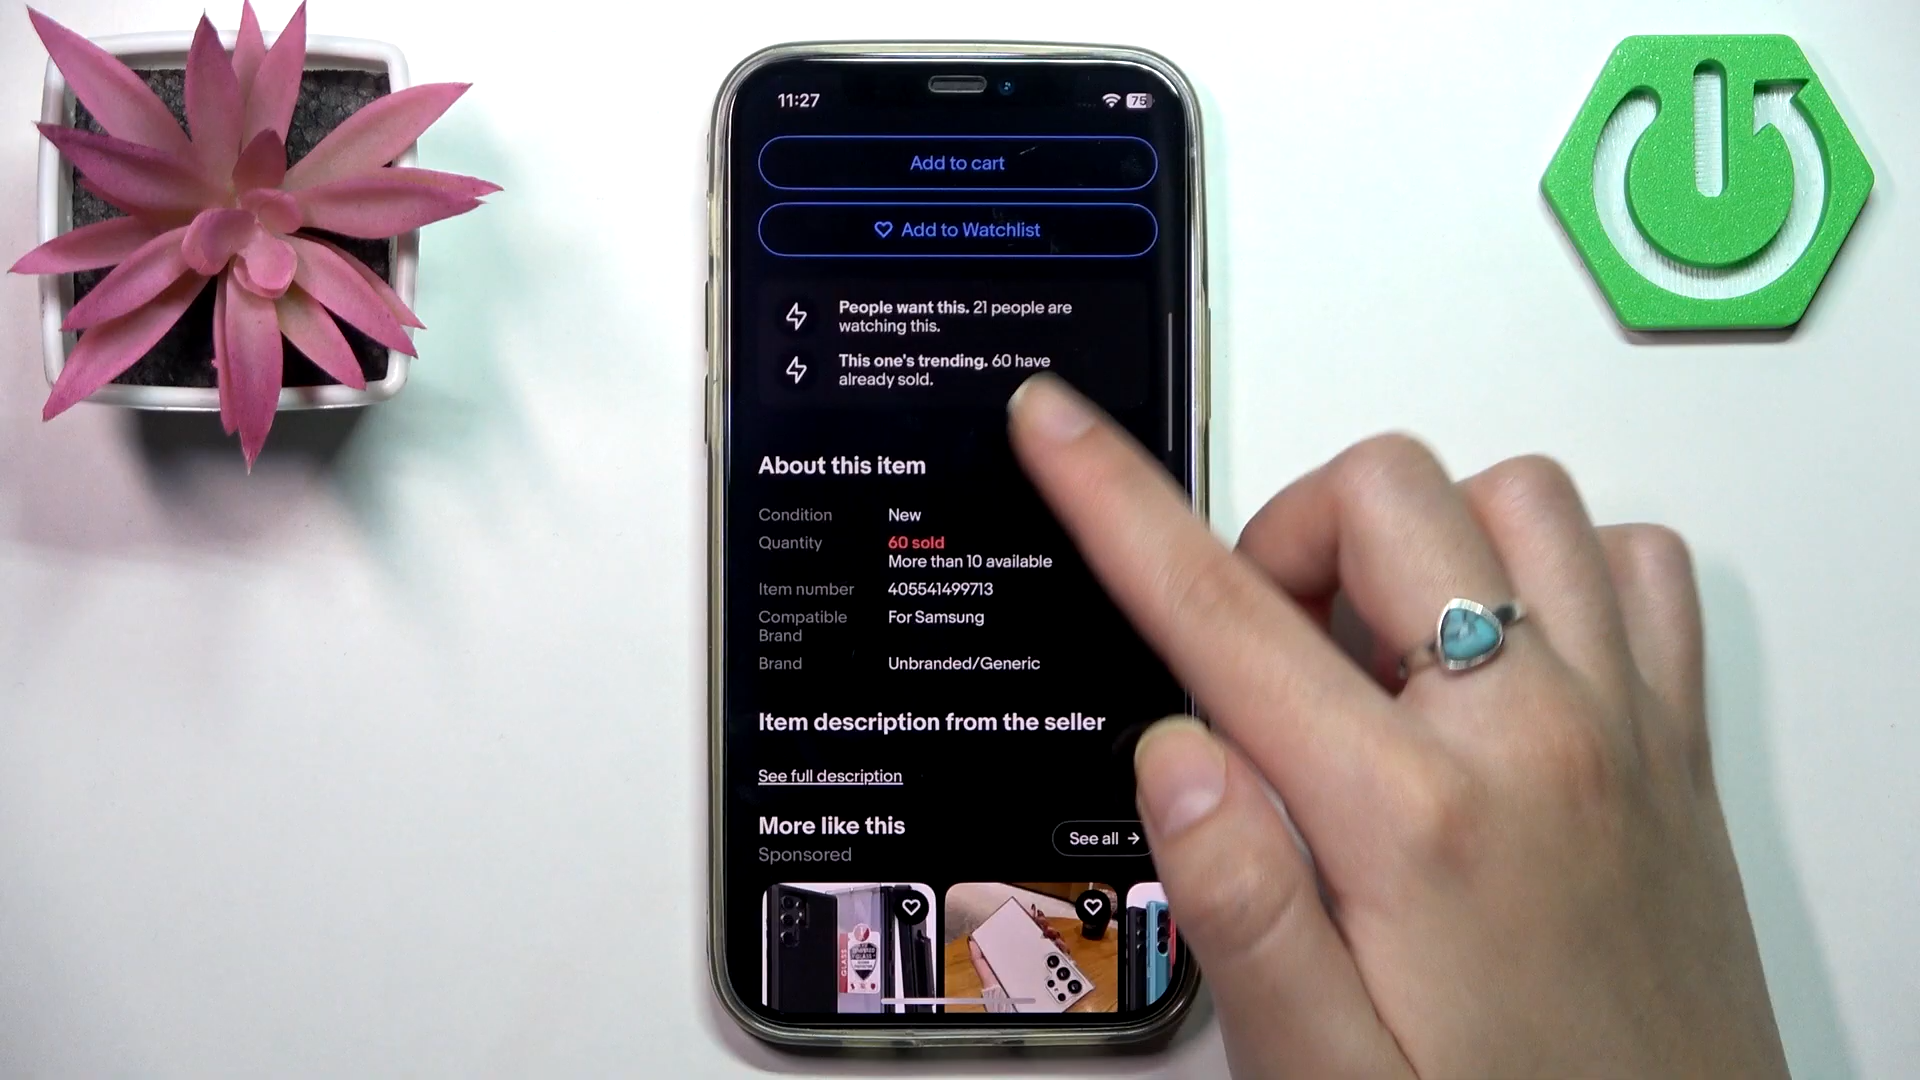 11:27
75
Add to cart
Add to Watchlist
People want this. 21 people are
watching this.
This one's trending. 60 have
already sold.
About this item
Condition New
Quantity 60 sold
More than 10 available
Item number 405541499713
Compatible For Samsung
Brand
Brand Unbranded/Generic
Item description from the seller
See full description
More like this
See all →
Sponsored
GLASS